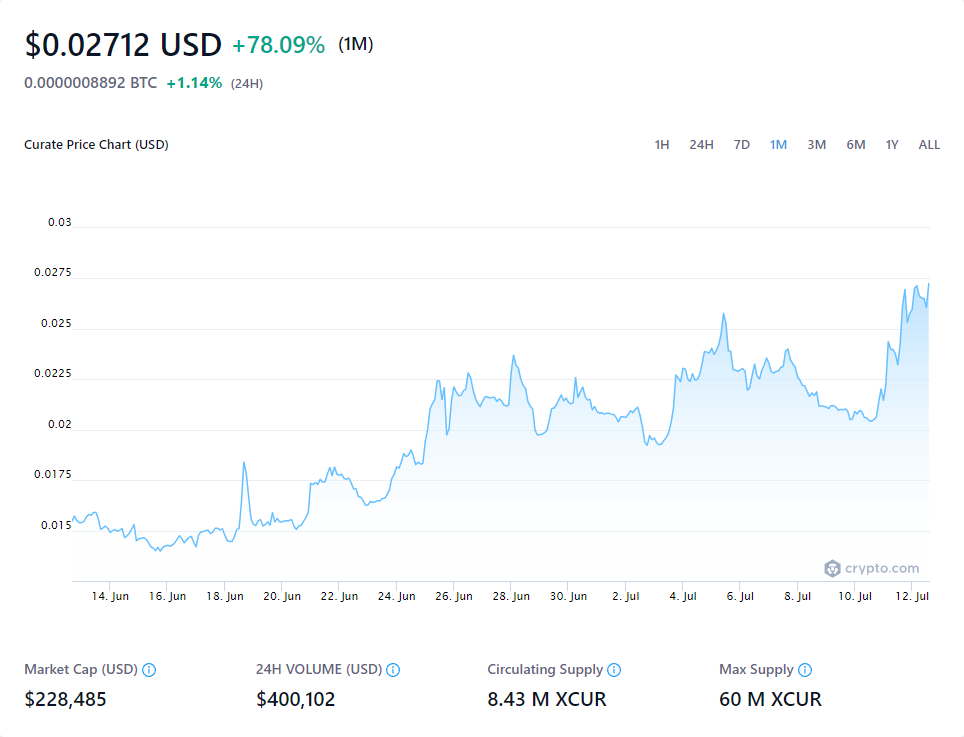 $0.02712 USD +78.09% (1M)
0.0000008892 BTC +1.14% (24H)
Curate Price Chart (USD) 1H 24H 7D 1M 3M 6M 1Y ALL
0.03
0.0275
0.025
0.0225
0.02
0.0175
0.015
crypto.com
14. Jun 16. Jun 18. Jun 20. Jun 22. Jun 24. Jun 26. Jun 28. Jun 30. Jun 2. Jul 4. Jul 6. Jul 8. Jul 10. Jul 12. Jul
Market Cap (USD) 24H VOLUME (USD) Circulating Supply Max Supply
$228,485 $400,102 8.43 M XCUR 60 M XCUR